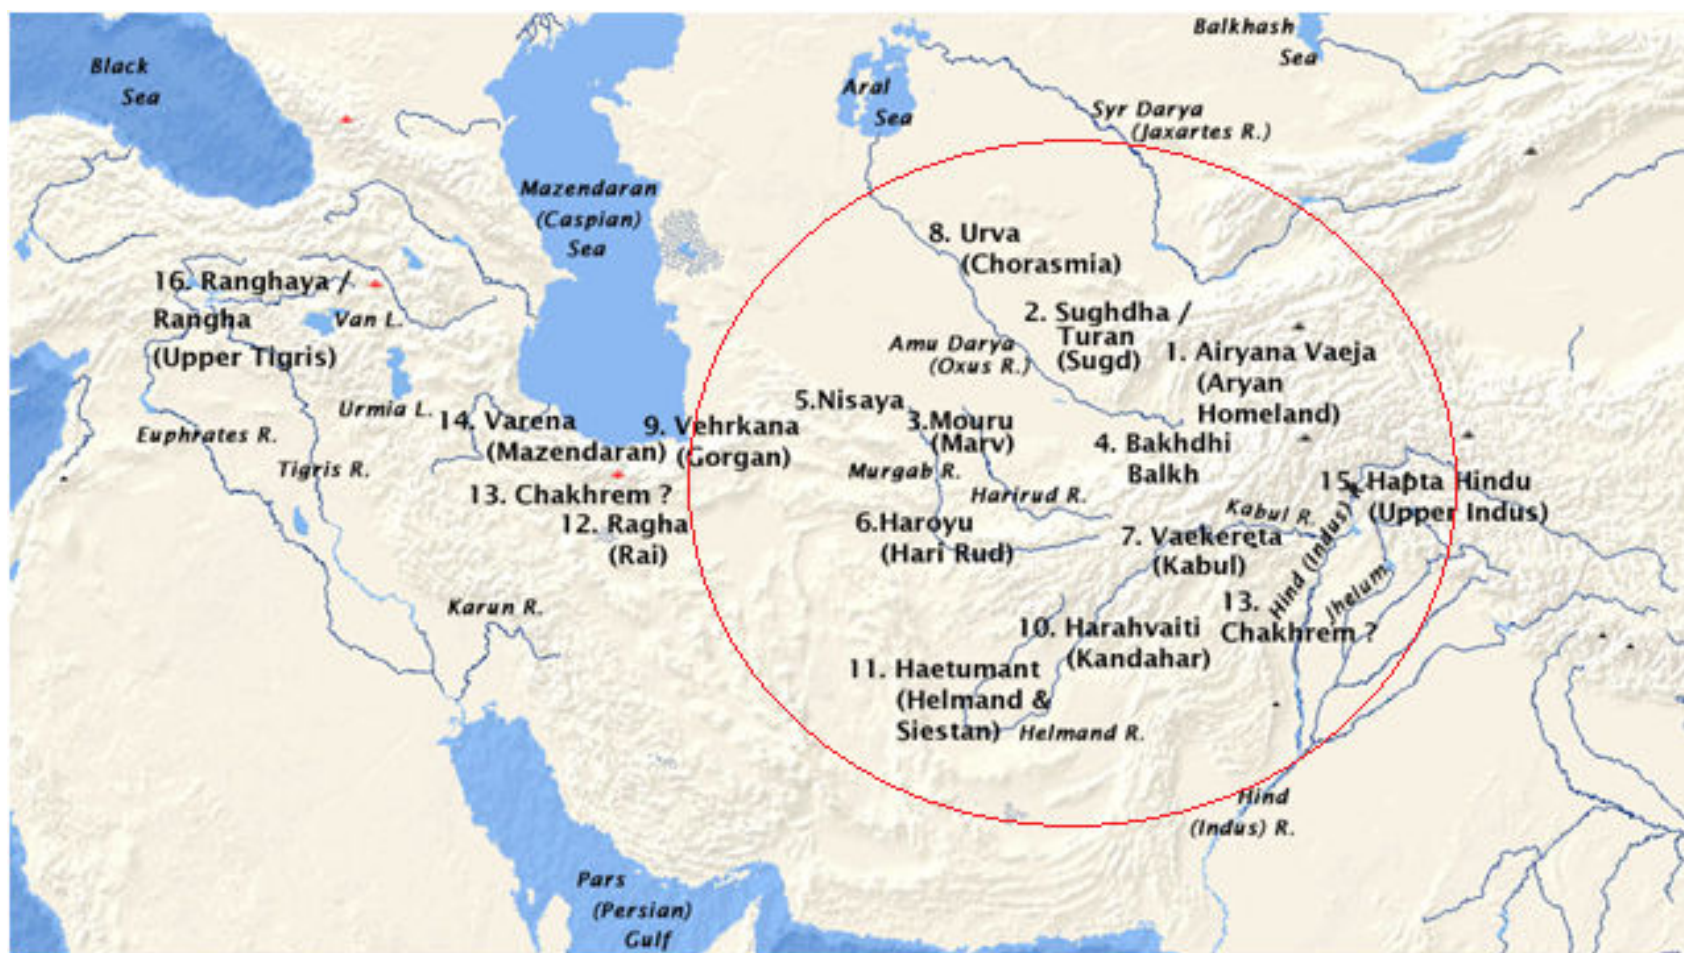 Black
Sea
Balkhash
Sea
Aral
Sea
Syr Darya
(Jaxartes R.)
Mazendaran
(Caspian)
Sea
8. Urva
(Chorasmia)
16. Ranghaya /
Rangha
(Upper Tigris)
Van L.
2. Sughdha /
Turan
(Sugd)
Amu Darya
(Oxus R.)
1. Airyana Vaeja
(Aryan
Homeland)
Urmia L.
14. Varena
(Mazendaran)
9. Vehrkana
(Gorgan)
5.Nisaya
3.Mouru
(Marv)
4. Bakhdhi
Balkh
Euphrates R.
Tigris R.
Murgab R.
Harirud R.
13. Chakhrem ?
12. Ragha
(Rai)
6.Haroyu
(Hari Rud)
Kabul R.
15. Hapta Hindu
(Upper Indus)
7. Vaekereta
(Kabul)
Hind (Indus) R.
Jhelum
Karun R.
13.
Chakhrem ?
10. Harahvaiti
(Kandahar)
11. Haetumant
(Helmand &
Siestan)
Helmand R.
Hind
(Indus) R.
Pars
(Persian)
Gulf